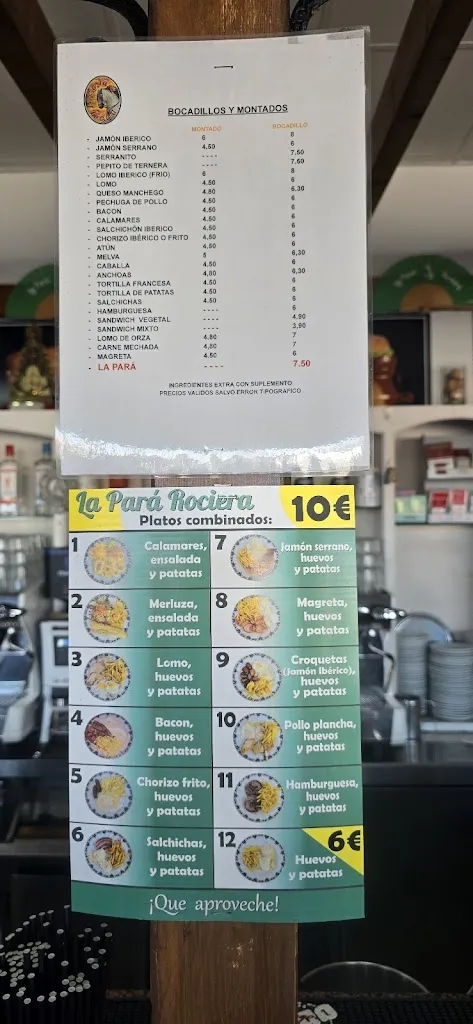 BOCADILLOS Y MONTADOS
MONTADO BOCADILLO
- JAMÓN IBERICO 6 8
- JAMÓN SERRANO 4.50 6
- SERRANITO ---- 7.50
- PEPITO DE TERNERA ---- 7.50
- LOMO IBERICO (FRIO) 6 8
- LOMO 4.50 6
- QUESO MANCHEGO 4.80 6.30
- PECHUGA DE POLLO 4.50 6
- BACON 4.50 6
- CALAMARES 4.50 6
- SALCHICHÓN IBERICO 4.50 6
- CHORIZO IBÉRICO O FRITO 4.50 6
- ATÚN 4.80 6
- MELVA 5 6,30
- CABALLA 4.50 6
- ANCHOAS 4,80 6,30
- TORTILLA FRANCESA 4.50 6
- TORTILLA DE PATATAS 4.50 6
- SALCHICHAS 4.50 6
- HAMBURGUESA ---- 6
- SANDWICH VEGETAL ---- 4.90
- SANDWICH MIXTO ---- 3,90
- LOMO DE ORZA 4,80 7
- CARNE MECHADA 4,80 7
- MAGRETA 4.50 6
- LA PARÁ ---- 7.50
INGREDIENTES EXTRA CON SUPLEMENTO
PRECIOS VALIDOS SALVO ERROR TIPOGRAFICO
La Pará Rociera
Platos combinados: 10€
1 Calamares,
ensalada
y patatas
2 Merluza,
ensalada
y patatas
3 Lomo,
huevos
y patatas
4 Bacon,
huevos
y patatas
5 Chorizo frito,
huevos
y patatas
6 Salchichas,
huevos
y patatas
7 Jamón serrano,
huevos
y patatas
8 Magreta,
huevos
y patatas
9 Croquetas
(Jamón Ibérico),
huevos
y patatas
10 Pollo plancha,
huevos
y patatas
11 Hamburguesa,
huevos
y patatas
12 6€
Huevos
y patatas
¡Que aproveche!